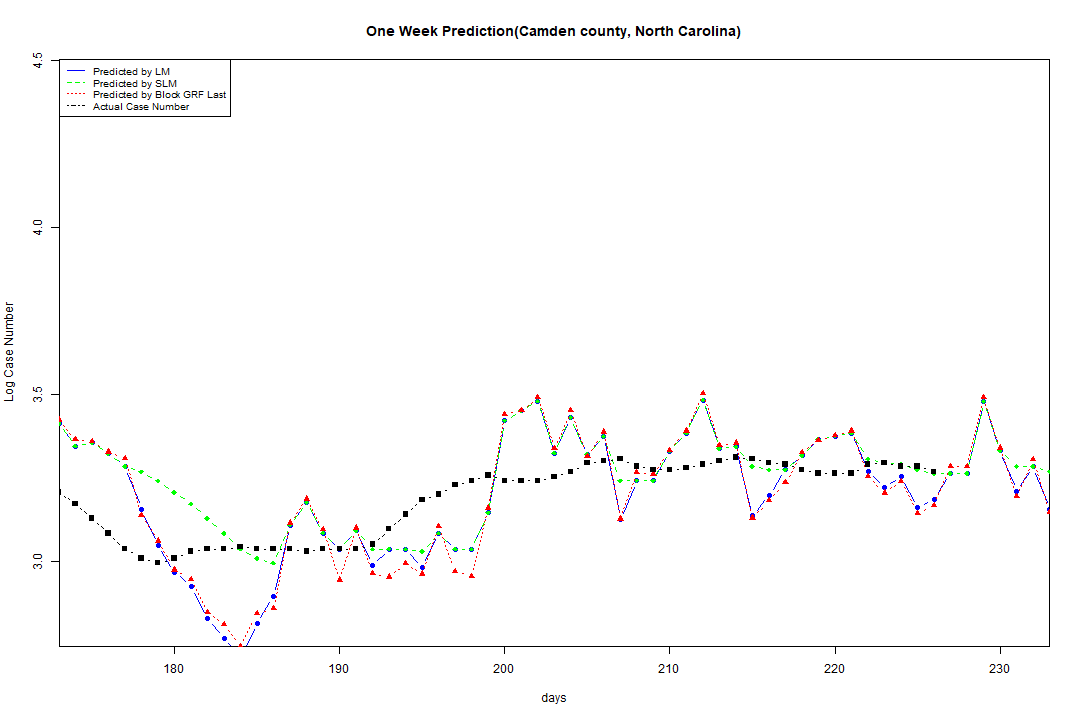 One Week Prediction(Camden county, North Carolina)
4.5
Predicted by LM
Predicted by SLM
Predicted by Block GRF Last
Actual Case Number
4.0
Log Case Number
3.5
3.0
180 190 200 210 220 230
days